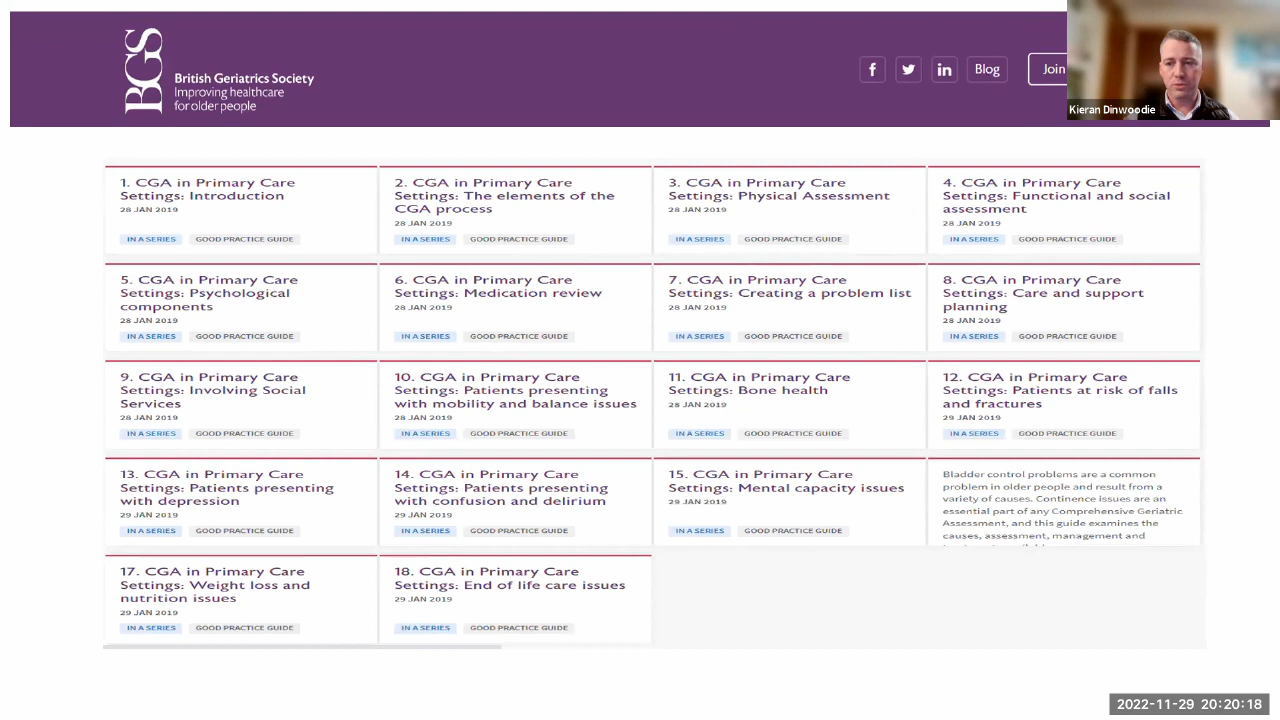 BGS
British Geriatrics Society
Improving healthcare
for older people
f
in
Blog
Join
Kieran Dinwoodie
1. CGA in Primary Care
Settings: Introduction
28 JAN 2019
IN A SERIES
GOOD PRACTICE GUIDE
2. CGA in Primary Care
Settings: The elements of the
CGA process
28 JAN 2019
IN A SERIES
GOOD PRACTICE GUIDE
3. CGA in Primary Care
Settings: Physical Assessment
28 JAN 2019
IN A SERIES
GOOD PRACTICE GUIDE
4. CGA in Primary Care
Settings: Functional and social
assessment
28 JAN 2019
IN A SERIES
GOOD PRACTICE GUIDE
5. CGA in Primary Care
Settings: Psychological
components
28 JAN 2019
IN A SERIES
GOOD PRACTICE GUIDE
6. CGA in Primary Care
Settings: Medication review
28 JAN 2019
IN A SERIES
GOOD PRACTICE GUIDE
7. CGA in Primary Care
Settings: Creating a problem list
28 JAN 2019
IN A SERIES
GOOD PRACTICE GUIDE
8. CGA in Primary Care
Settings: Care and support
planning
28 JAN 2019
IN A SERIES
GOOD PRACTICE GUIDE
9. CGA in Primary Care
Settings: Involving Social
Services
28 JAN 2019
IN A SERIES
GOOD PRACTICE GUIDE
10. CGA in Primary Care
Settings: Patients presenting
with mobility and balance issues
28 JAN 2019
IN A SERIES
GOOD PRACTICE GUIDE
11. CGA in Primary Care
Settings: Bone health
28 JAN 2019
IN A SERIES
GOOD PRACTICE GUIDE
12. CGA in Primary Care
Settings: Patients at risk of falls
and fractures
29 JAN 2019
IN A SERIES
GOOD PRACTICE GUIDE
13. CGA in Primary Care
Settings: Patients presenting
with depression
29 JAN 2019
IN A SERIES
GOOD PRACTICE GUIDE
14. CGA in Primary Care
Settings: Patients presenting
with confusion and delirium
29 JAN 2019
IN A SERIES
GOOD PRACTICE GUIDE
15. CGA in Primary Care
Settings: Mental capacity issues
29 JAN 2019
IN A SERIES
GOOD PRACTICE GUIDE
Bladder control problems are a common
problem in older people and result from a
variety of causes. Continence issues are an
essential part of any Comprehensive Geriatric
Assessment, and this guide examines the
causes, assessment, management and
17. CGA in Primary Care
Settings: Weight loss and
nutrition issues
29 JAN 2019
IN A SERIES
GOOD PRACTICE GUIDE
18. CGA in Primary Care
Settings: End of life care issues
29 JAN 2019
IN A SERIES
GOOD PRACTICE GUIDE
2022-11-29 20:20:18